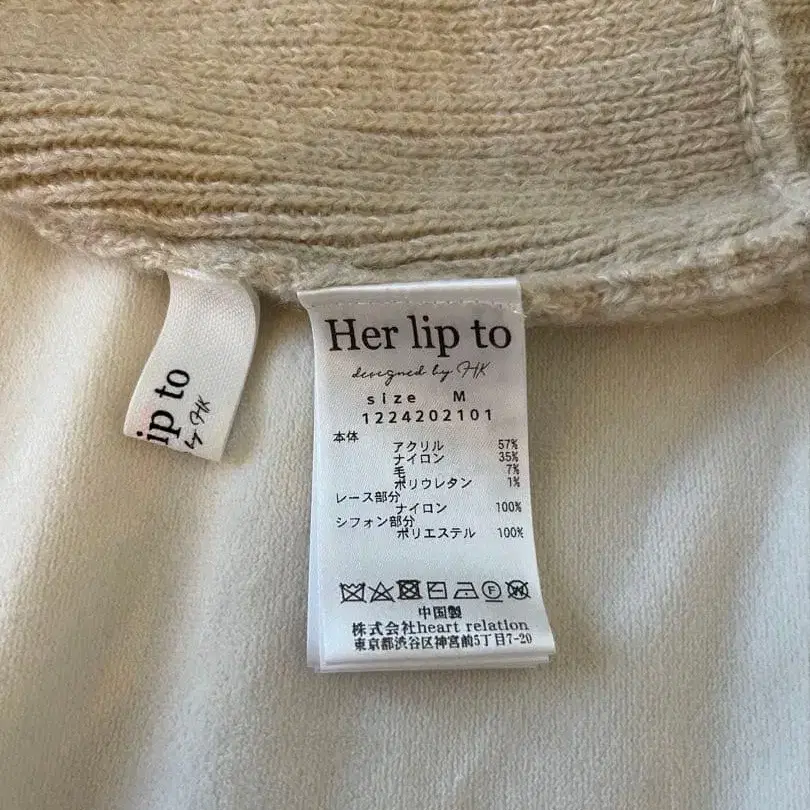 ip to
by HK
Her lip to
designed by HK
size M
1224202101
本体
アクリル 57%
ナイロン 35%
毛 7%
ポリウレタン 1%
レース部分
ナイロン 100%
シフォン部分
ポリエステル 100%
P W
中国製
株式会社heart relation
東京都渋谷区神宮前5丁目7-20